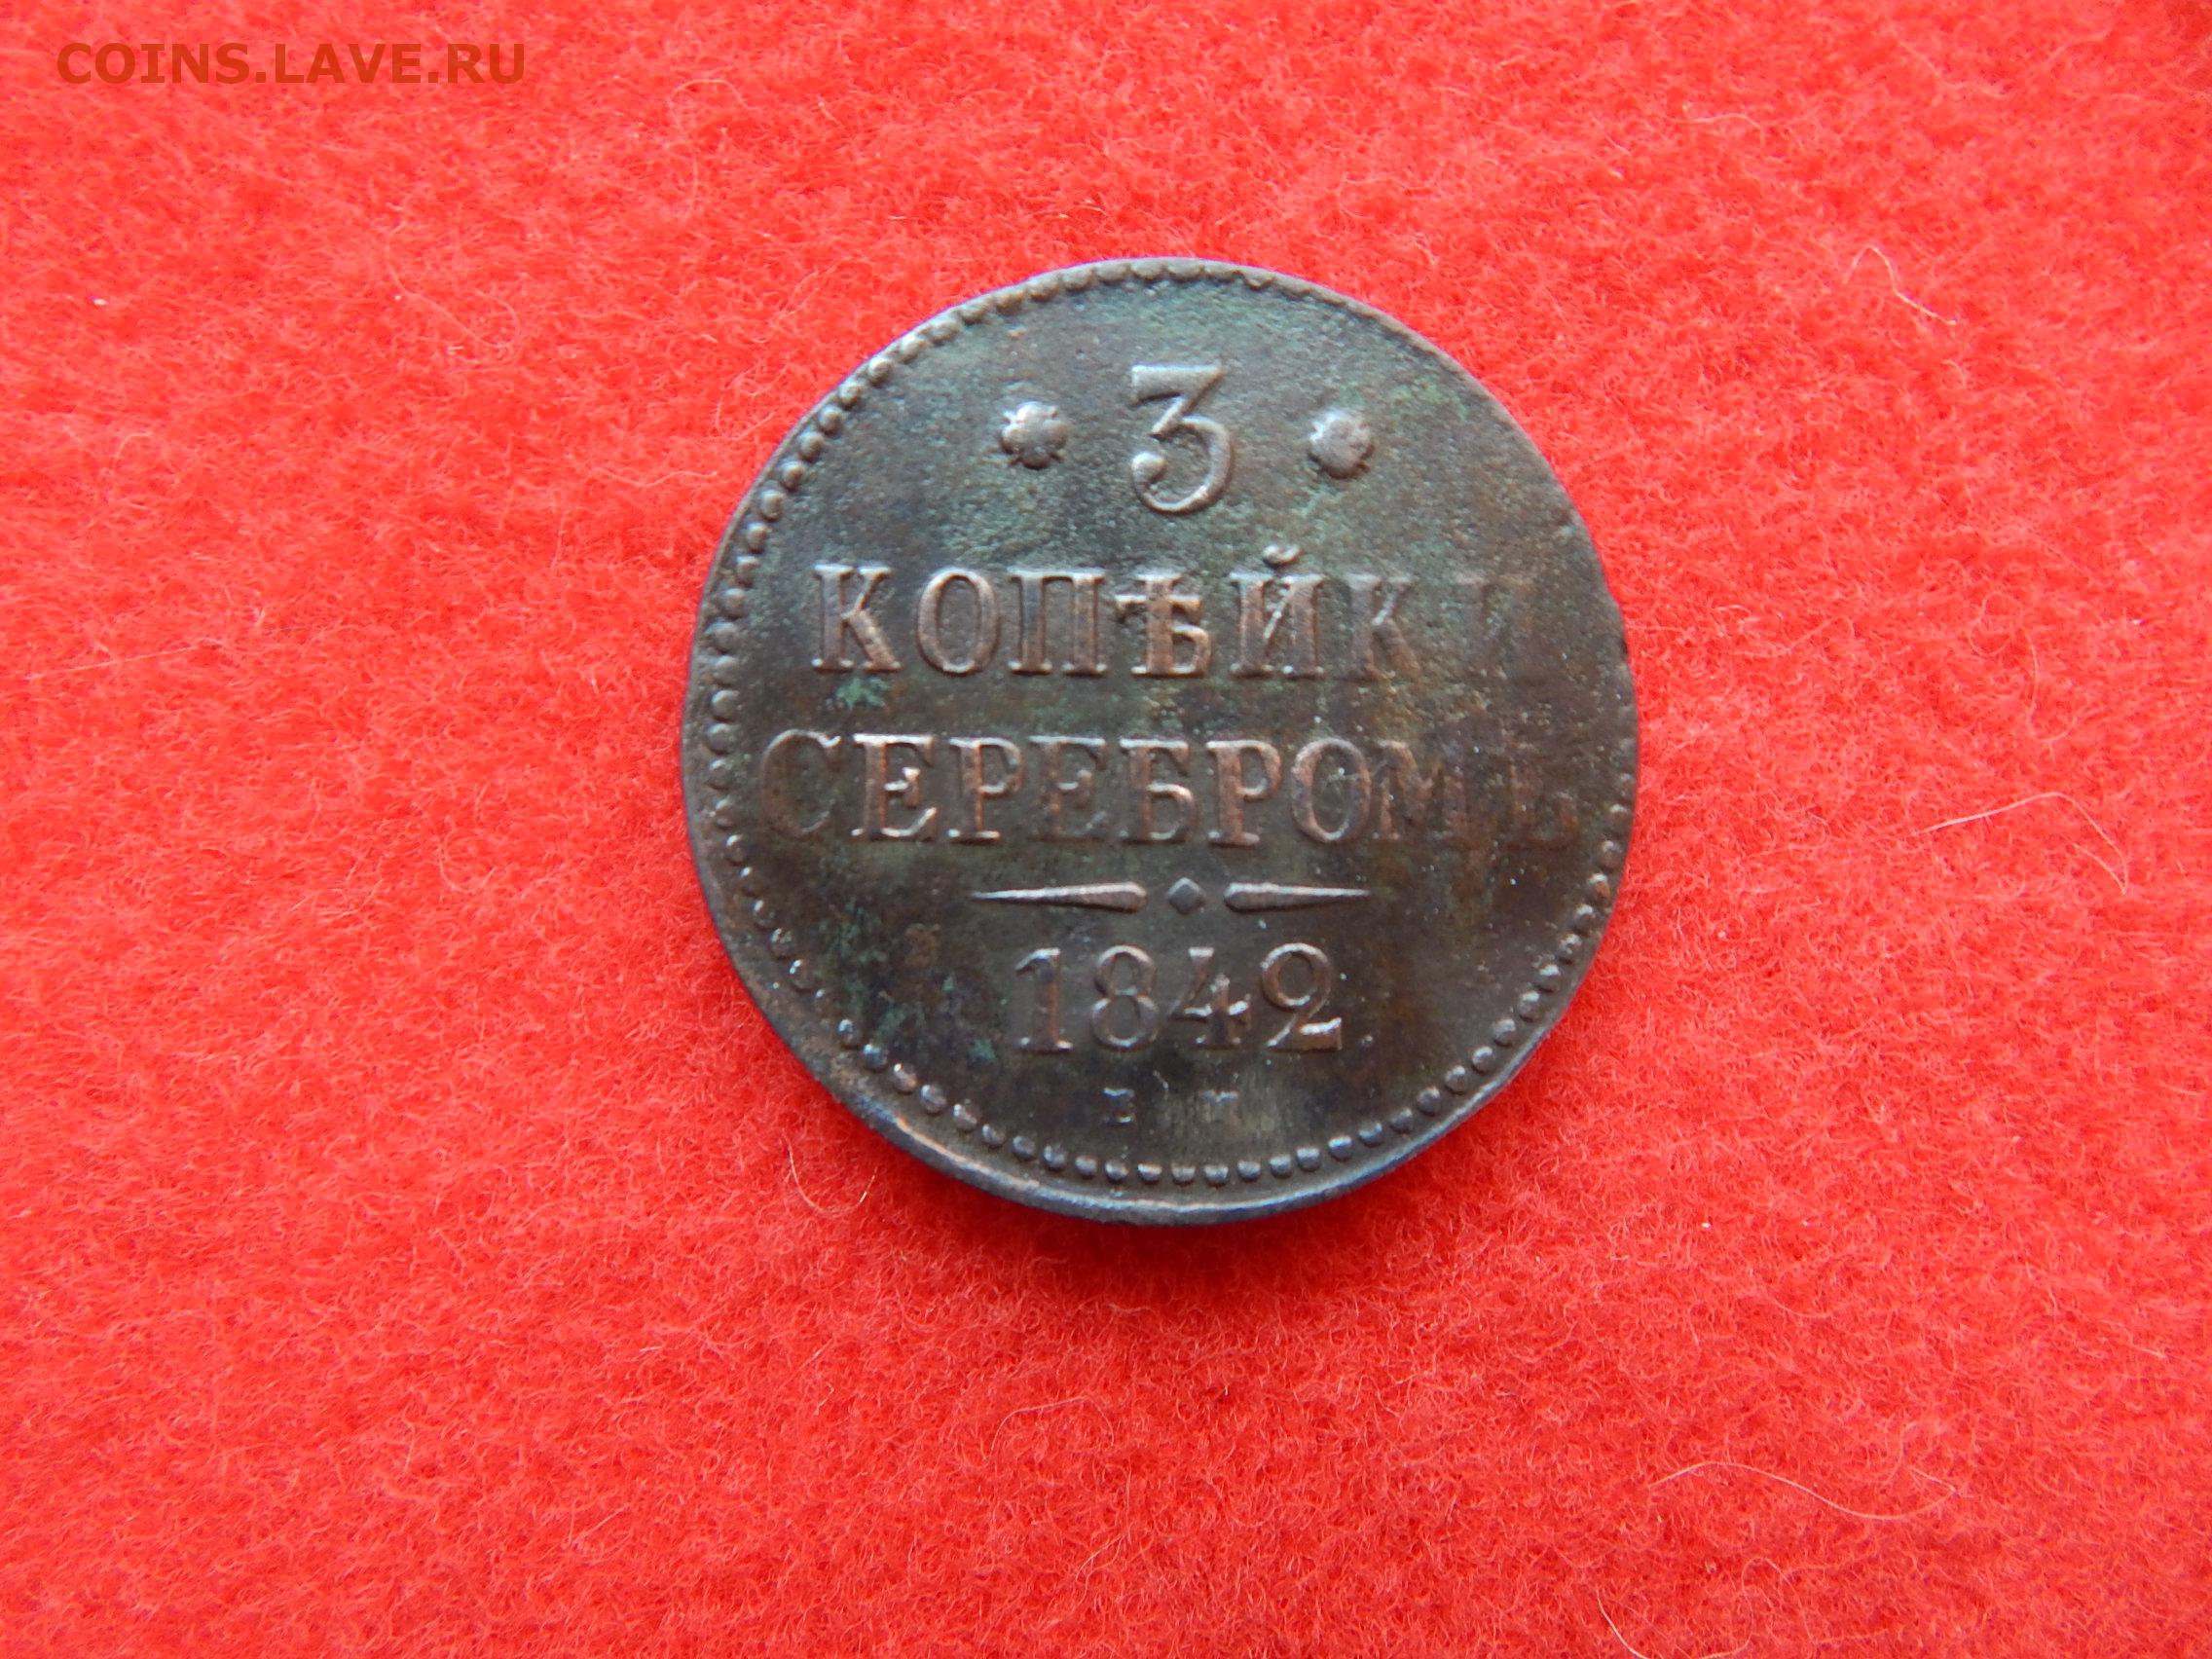 COINS.LAVE.RU
3
КОПѢЙКИ
СЕРЕБРОМЪ
1842